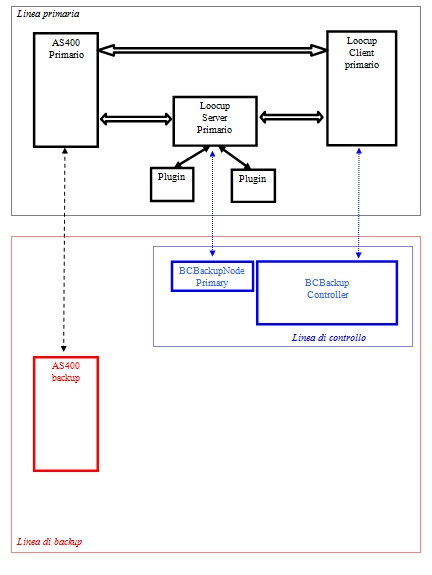 Linea primaria
AS400
Primario
Loocup
Client
primario
Loocup
Server
Primario
Plugin
Plugin
BCBackupNode
Primary
BCBackup
Controller
Linea di controllo
AS400
backup
Linea di backup